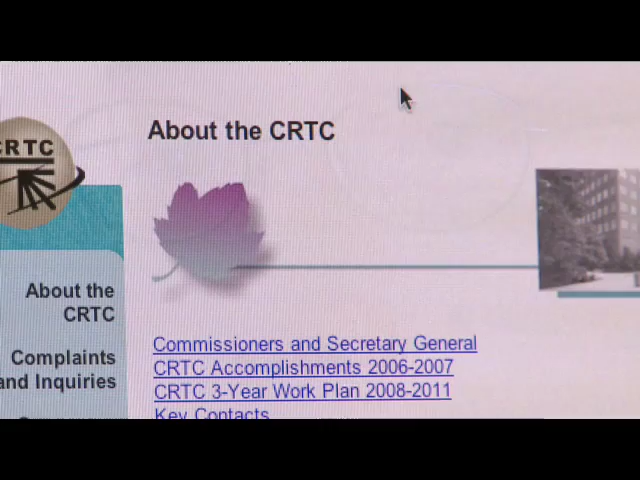 CRTC
About the CRTC
About the
CRTC
Complaints
and Inquiries
Commissioners and Secretary General
CRTC Accomplishments 2006-2007
CRTC 3-Year Work Plan 2008-2011
Key Contacts